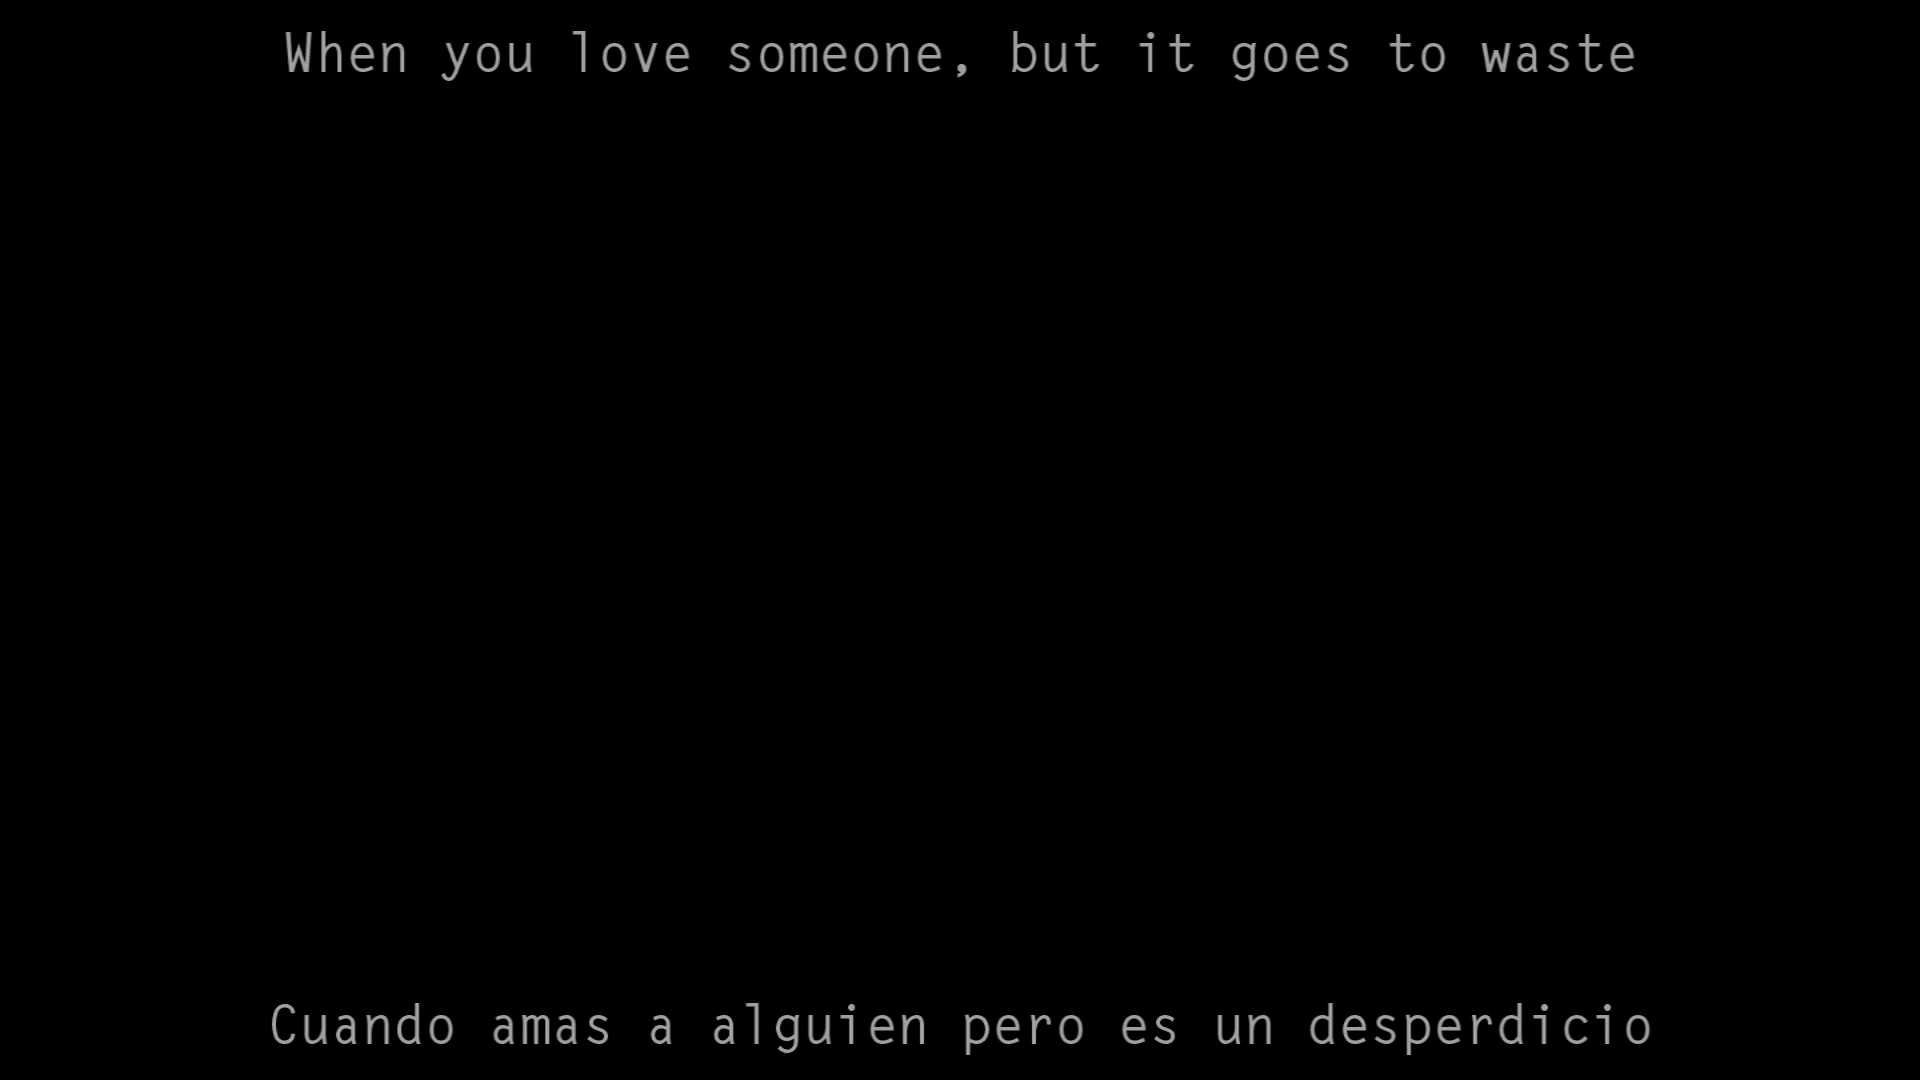 When you love someone, but it goes to waste
Cuando amas a alguien pero es un desperdicio